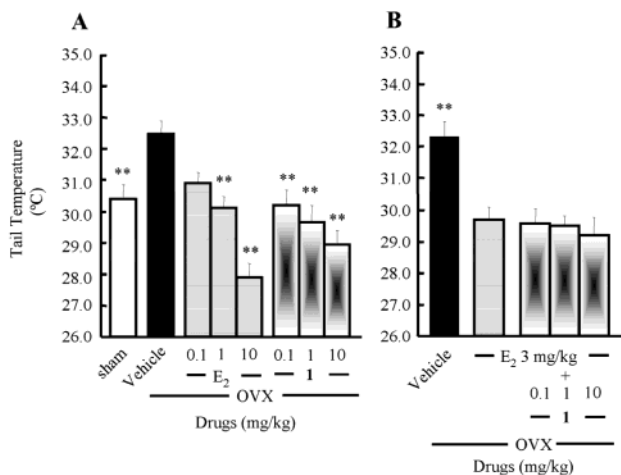 A
35.0
34.0
33.0
32.0
31.0
30.0
29.0
28.0
27.0
26.0
Tail Temperature
(ºC)
**
**
**
**
**
**
sham
Vehicle
0.1 1 10 0.1 1 10
E2 1
OVX
Drugs (mg/kg)
B
35.0
34.0
33.0
32.0
31.0
30.0
29.0
28.0
27.0
26.0
**
Vehicle
E2 3 mg/kg
+
0.1 1 10
1
OVX
Drugs (mg/kg)